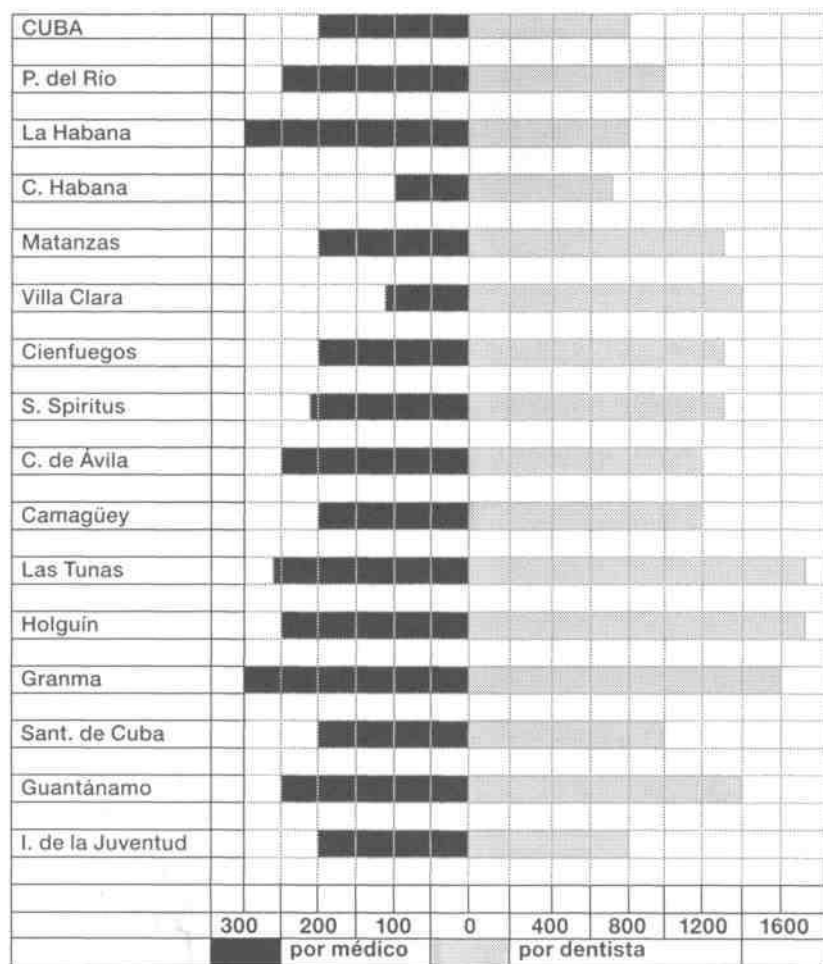 CUBA
P. del Río
La Habana
C. Habana
Matanzas
Villa Clara
Cienfuegos
S. Spiritus
C. de Ávila
Camagüey
Las Tunas
Holguín
Granma
Sant. de Cuba
Guantánamo
I. de la Juventud
300 200 100 0 400 800 1200 1600
por médico por dentista